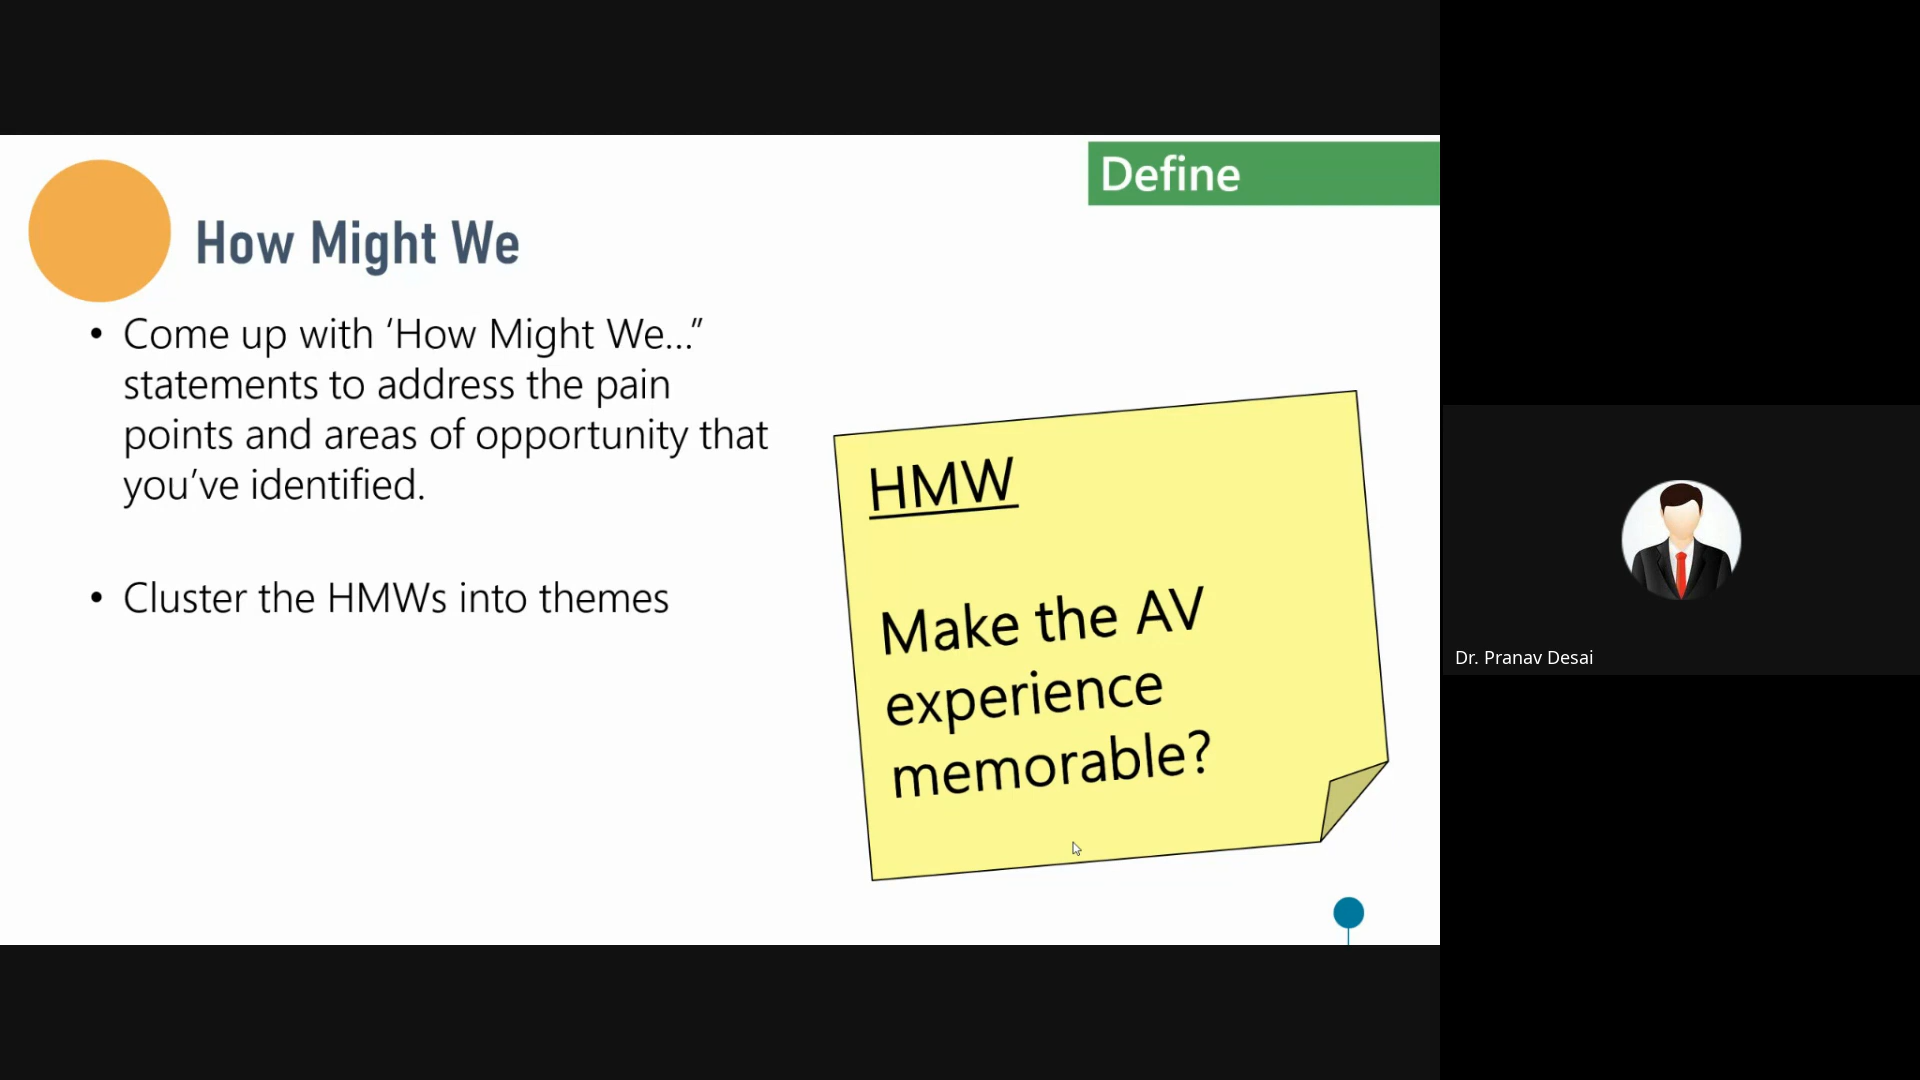 Define
How Might We
• Come up with ‘How Might We...”
statements to address the pain
points and areas of opportunity that
you’ve identified.
• Cluster the HMWs into themes
HMW
Make the AV
experience
memorable?
Dr. Pranav Desai